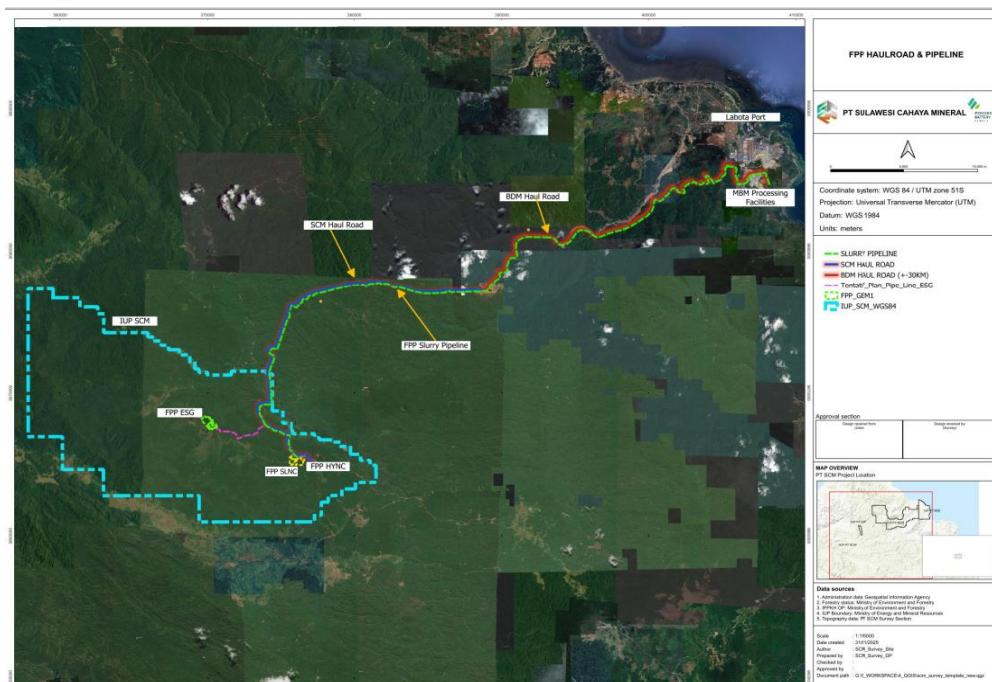 FPP HAULROAD & PIPELINE
PT SULAWESI CAHAYA MINERAL
Coordinate system: WGS 84 / UTM zone 51S
Projection: Universal Transverse Mercator (UTM)
Datum: WGS 1984
Units: meters
SLURRY PIPELINE
SCM HAUL ROAD
BDM HAUL ROAD (+-30KM)
Tentatif_Plan_Pipe_Line_ESG
FPP_GEM1
IUP_SCM_WGS84
Approval section
MAP OVERVIEW
PT SCM Project Location
Data sources
1. Administration data Geospatial Information Agency
2. Forestry status: Ministry of Environment and Forestry
3. IPPKH OP: Ministry of Environment and Forestry
4. IUP Boundary: Ministry of Energy and Mineral Resources
5. Topography data: PT SCM Survey Section
Scale
Date created : 31/1/2025
Author : SCR_Survey_Site
Prepared by : SCR_Survey_OP
Checked by :
Approved by :
Document path
Labota Port
MBM Processing
Facilities
BDM Haul Road
SCM Haul Road
FPP Slurry Pipeline
IUP SCM
FPP ESG
FPP HYNC
FPP SLNC